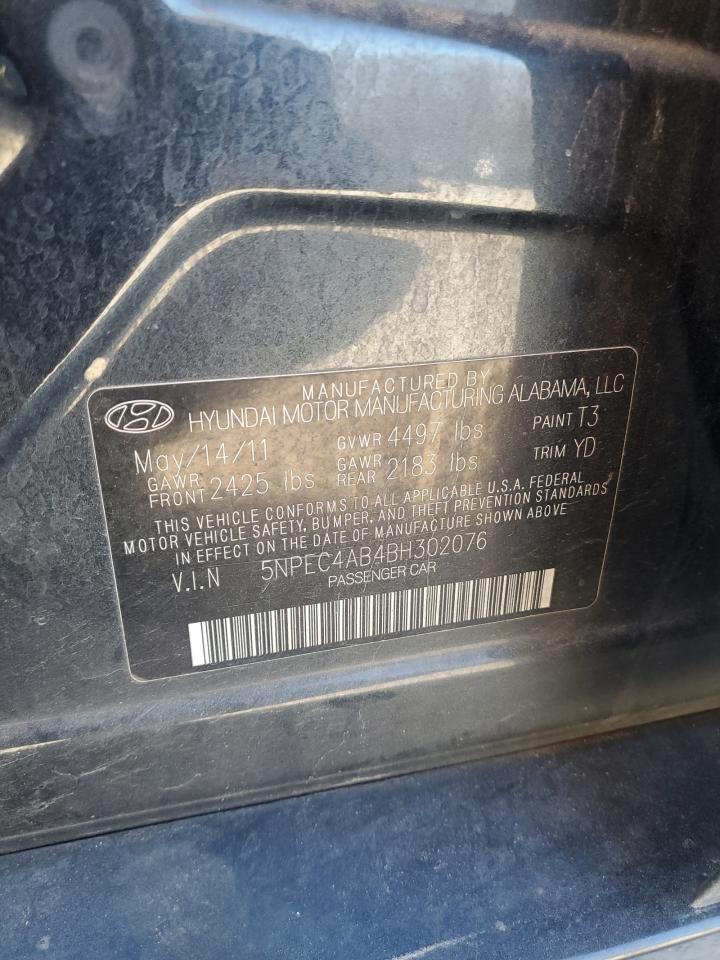 MANUFACTURED BY
HYUNDAI MOTOR MANUFACTURING ALABAMA, LLC
May/14/11 GVWR 4497 lbs PAINT T3
GAWR FRONT 2425 lbs GAWR REAR 2183 lbs TRIM YD
THIS VEHICLE CONFORMS TO ALL APPLICABLE U.S.A. FEDERAL
MOTOR VEHICLE SAFETY, BUMPER, AND THEFT PREVENTION STANDARDS
IN EFFECT ON THE DATE OF MANUFACTURE SHOWN ABOVE
V.I.N 5NPEC4AB4BH302076
PASSENGER CAR